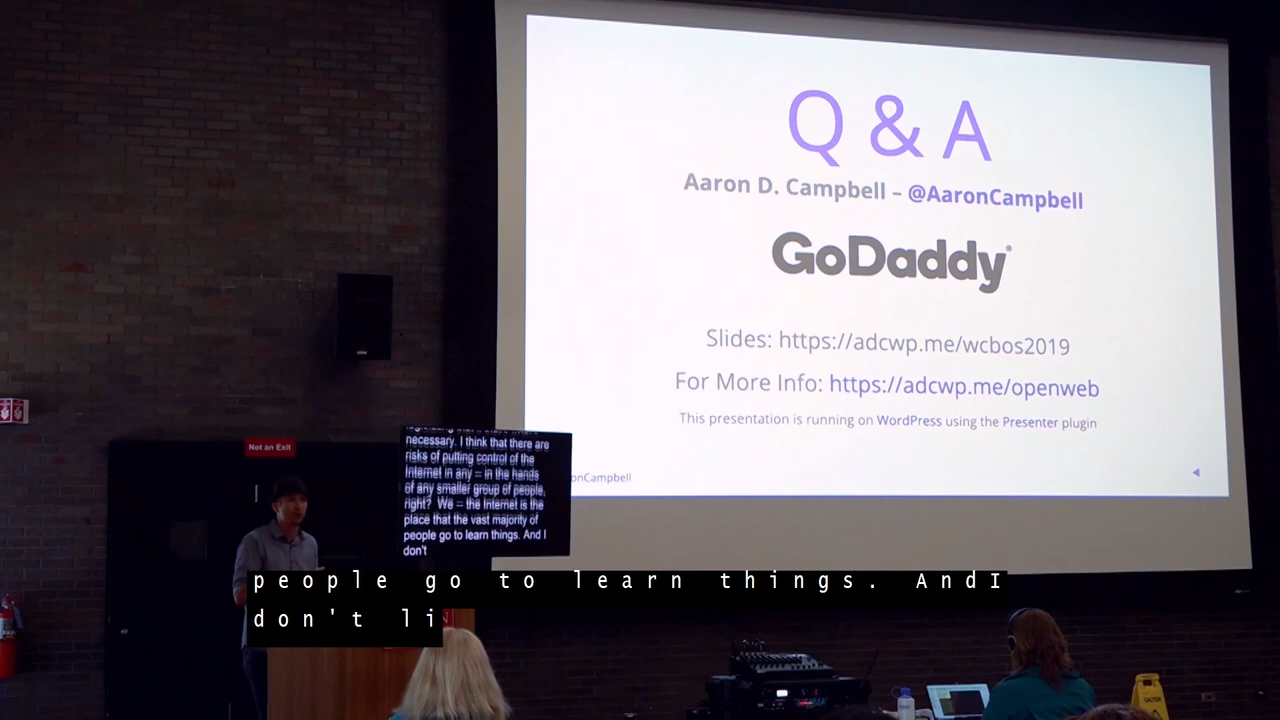 Q & A
Aaron D. Campbell – @AaronCampbell
GoDaddy
Slides: https://adcwp.me/wcbos2019
For More Info: https://adcwp.me/openweb
This presentation is running on WordPress using the Presenter plugin
onCampbell
Not an Exit
necessary. I think that there are
risks of putting control of the
Internet in any -- in the hands
of any smaller group of people,
right? We -- the Internet is the
place that the vast majority of
people go to learn things. And I
don't
people go to learn things. AndI
don't li